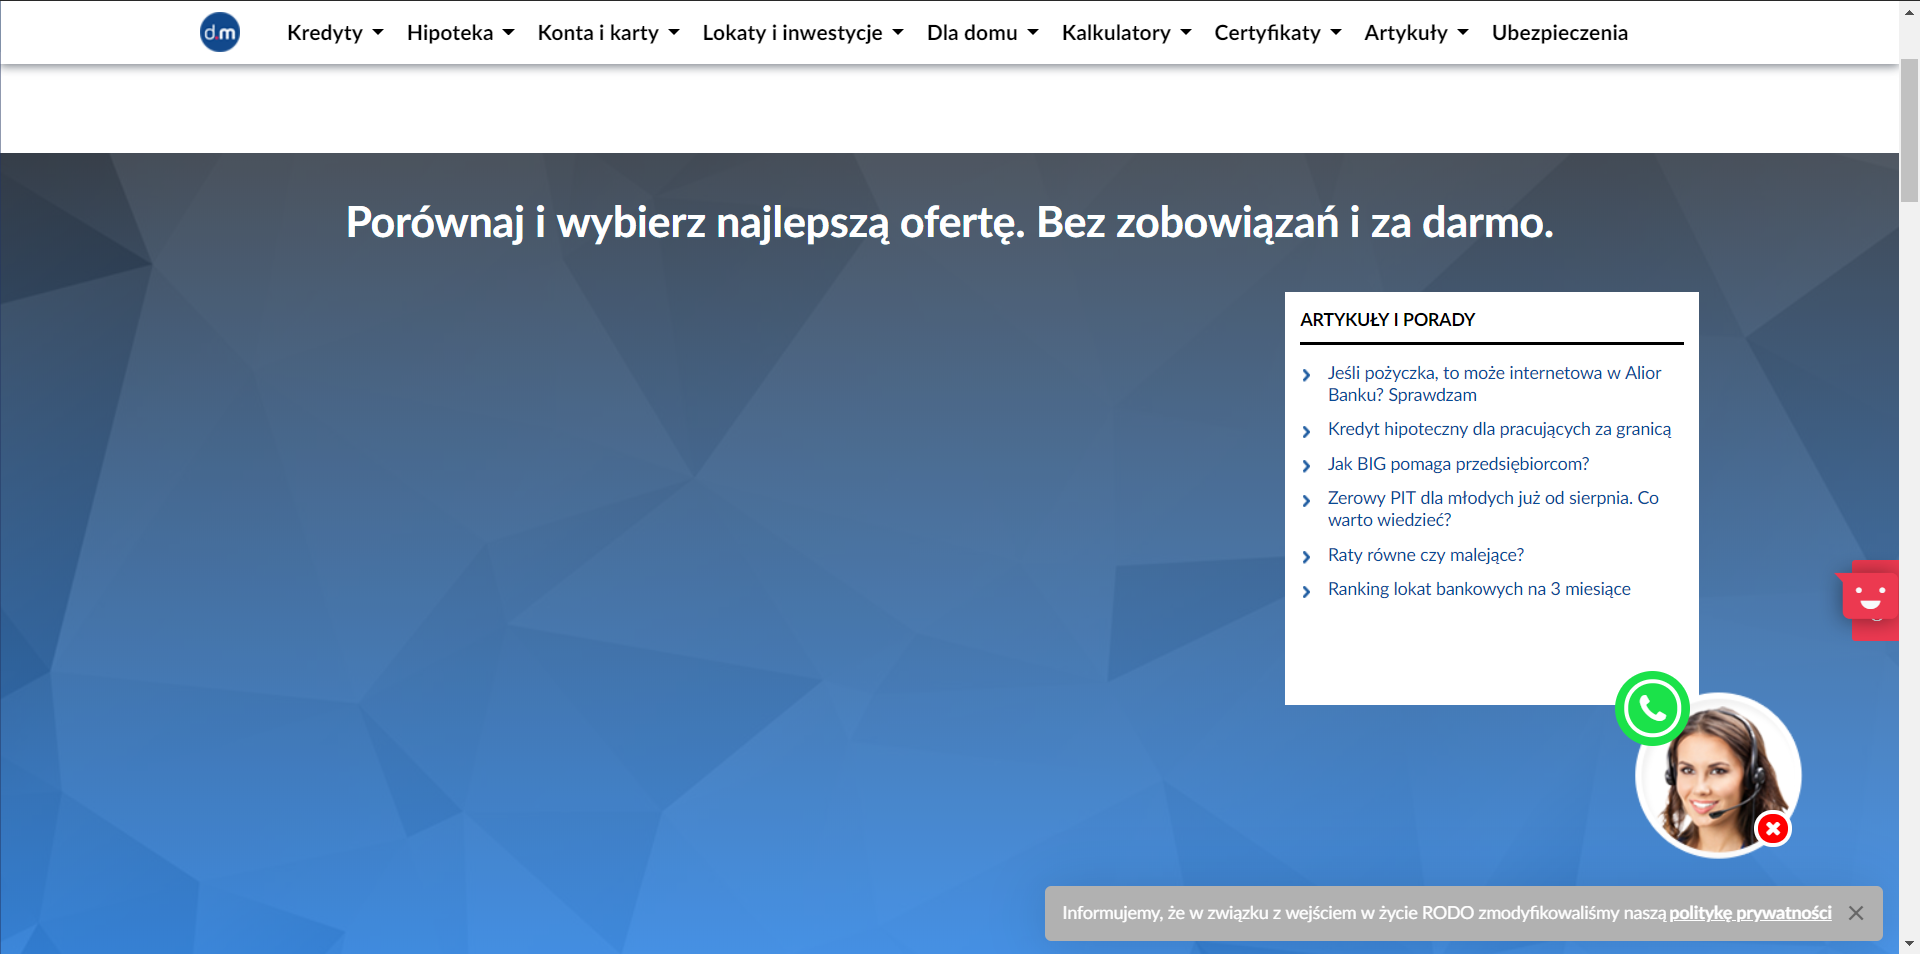 d.m
Kredyty
Hipoteka
Konta i karty
Lokaty i inwestycje
Dla domu
Kalkulatory
Certyfikaty
Artykuły
Ubezpieczenia
Porównaj i wybierz najlepszą ofertę. Bez zobowiązań i za darmo.
ARTYKUŁY I PORADY
Jeśli pożyczka, to może internetowa w Alior
Banku? Sprawdzam
Kredyt hipoteczny dla pracujących za granicą
Jak BIG pomaga przedsiębiorcom?
Zerowy PIT dla młodych już od sierpnia. Co
warto wiedzieć?
Raty równe czy malejące?
Ranking lokat bankowych na 3 miesiące
Informujemy, że w związku z wejściem w życie RODO zmodyfikowaliśmy naszą politykę prywatności